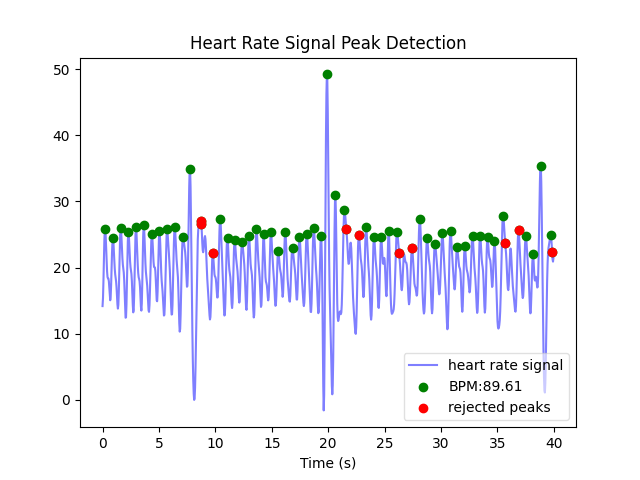 Heart Rate Signal Peak Detection
50
40
30
20
10
0
heart rate signal
BPM:89.61
rejected peaks
0 5 10 15 20 25 30 35 40
Time (s)